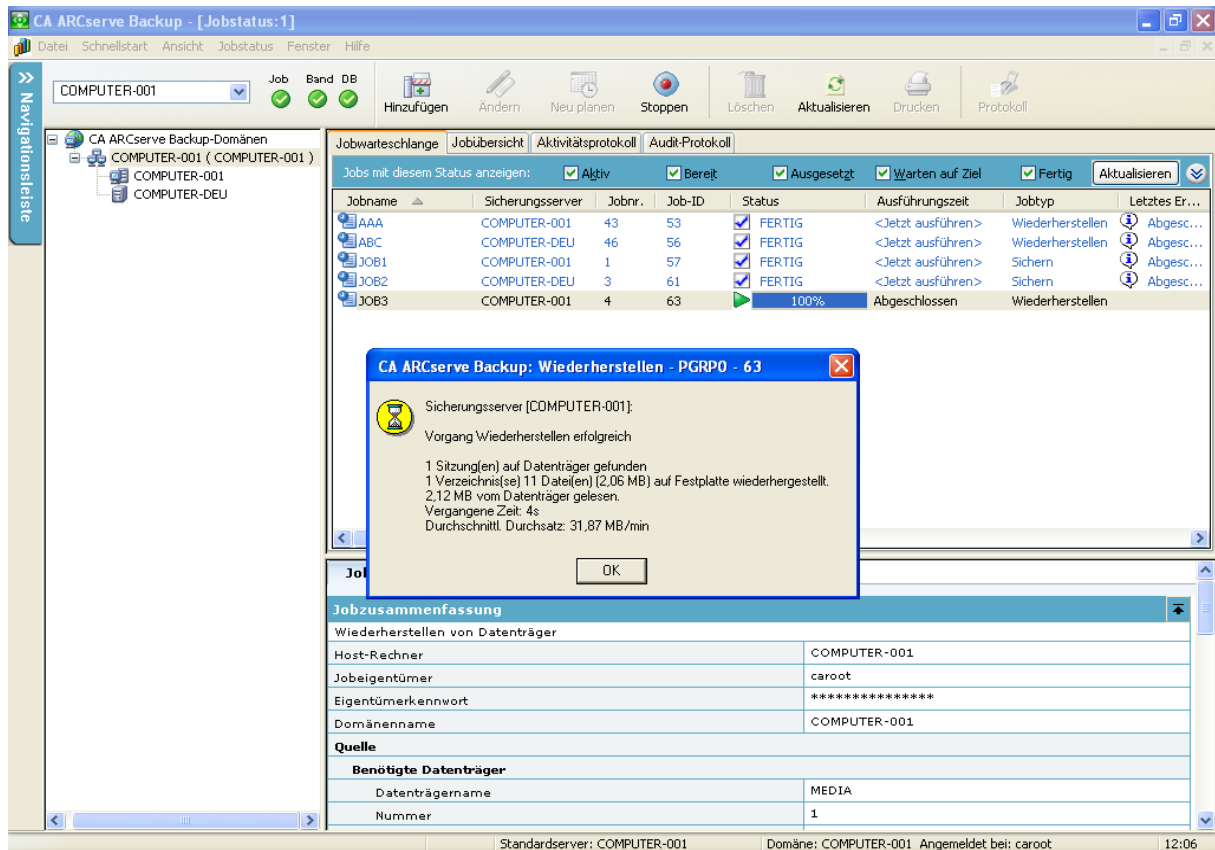 CA ARCserve Backup - [Jobstatus:1]
Datei Schnellstart Ansicht Jobstatus Fenster Hilfe
Navigationsleiste
COMPUTER-001
Job Band DB
Hinzufügen Ändern Neu planen Stoppen Löschen Aktualisieren Drucken Protokoll
CA ARCserve Backup-Domänen
COMPUTER-001 ( COMPUTER-001 )
COMPUTER-001
COMPUTER-DEU
Jobwarteschlange Jobübersicht Aktivitätsprotokoll Audit-Protokoll
Jobs mit diesem Status anzeigen: Aktiv Bereit Ausgesetzt Warten auf Ziel Fertig Aktualisieren
Jobname Sicherungsserver Jobnr. Job-ID Status Ausführungszeit Jobtyp Letztes Er...
AAA COMPUTER-001 43 53 FERTIG <Jetzt ausführen> Wiederherstellen Abgesc...
ABC COMPUTER-DEU 46 56 FERTIG <Jetzt ausführen> Wiederherstellen Abgesc...
JOB1 COMPUTER-001 1 57 FERTIG <Jetzt ausführen> Sichern Abgesc...
JOB2 COMPUTER-DEU 3 61 FERTIG <Jetzt ausführen> Sichern Abgesc...
JOB3 COMPUTER-001 4 63 100% Abgeschlossen Wiederherstellen
CA ARCserve Backup: Wiederherstellen - PGRP0 - 63
Sicherungsserver [COMPUTER-001]:
Vorgang Wiederherstellen erfolgreich
1 Sitzung(en) auf Datenträger gefunden
1 Verzeichnis(se) 11 Datei(en) (2,06 MB) auf Festplatte wiederhergestellt.
2,12 MB vom Datenträger gelesen.
Vergangene Zeit: 4s
Durchschnittl. Durchsatz: 31,87 MB/min
OK
Jobzusammenfassung
Wiederherstellen von Datenträger
Host-Rechner COMPUTER-001
Jobeigentümer caroot
Eigentümerkennwort ***************
Domänenname COMPUTER-001
Quelle
Benötigte Datenträger
Datenträgername MEDIA
Nummer 1
Standardserver: COMPUTER-001 Domäne: COMPUTER-001 Angemeldet bei: caroot 12:06